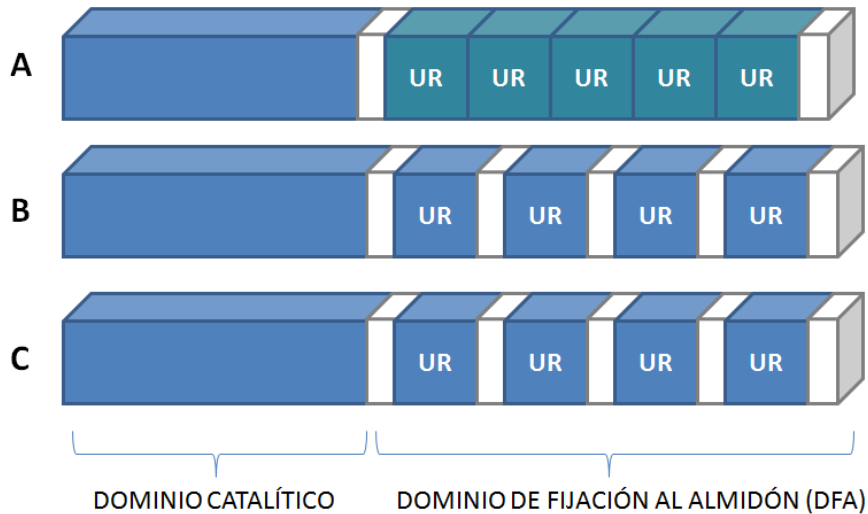 A
UR UR UR UR UR
B
UR UR UR UR
C
UR UR UR UR
DOMINIO CATALÍTICO
DOMINIO DE FIJACIÓN AL ALMIDÓN (DFA)